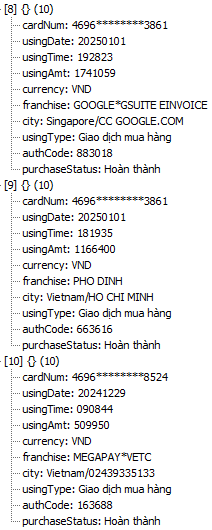 [8] {} (10)
cardNum: 4696********3861
usingDate: 20250101
usingTime: 192823
usingAmt: 1741059
currency: VND
franchise: GOOGLE*GSUITE EINVOICE
city: Singapore/CC GOOGLE.COM
usingType: Giao dịch mua hàng
authCode: 883018
purchaseStatus: Hoàn thành
[9] {} (10)
cardNum: 4696********3861
usingDate: 20250101
usingTime: 181935
usingAmt: 1166400
currency: VND
franchise: PHO DINH
city: Vietnam/HO CHI MINH
usingType: Giao dịch mua hàng
authCode: 663616
purchaseStatus: Hoàn thành
[10] {} (10)
cardNum: 4696********8524
usingDate: 20241229
usingTime: 090844
usingAmt: 509950
currency: VND
franchise: MEGAPAY*VETC
city: Vietnam/02439335133
usingType: Giao dịch mua hàng
authCode: 163688
purchaseStatus: Hoàn thành